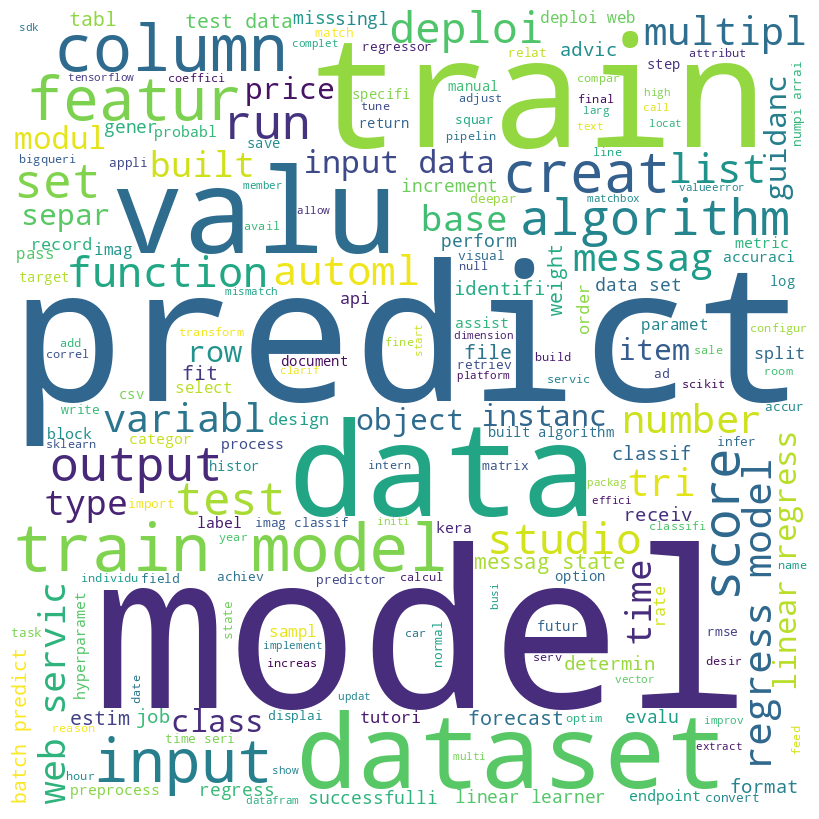 sdk
tabl
test data
misssingl
deploi
deploi web
multipl
match
complet
regressor
relat
attribut
column
train
advic
step
tensorflow
coeffici
specifi
manual
compar
high
featur
price
tune
adjust
final
call
numpi arrai
gener
probabl
return
squar
larg
text
locat
guidanc
modul
run
save
pipelin
line
bigqueri
appli
built
input data
creat
list
set
valu
member
allow
increment
deepar
valueerror
matchbox
separ
avail
base
algorithm
record
imag
perform
metric
pass
function
automl
visual
null
messag
accuraci
target
mismatch
api
identifi
weight
data set
log
predict
order
add
correl
transform
row
document
fine
start
assist
dimension
file
build
paramet
item
configur
sale
split
fit
clarif
retriev
platform
servic
ad
scikit
room
csv
select
write
variabl
design
object
instanc
number
accur
block
sklearn
categor
process
built algorithm
classif
infer
output
histor
data
intern
matrix
tri
score
regress model
linear regress
type
import
test
packag
effici
receiv
label
imag classif
initi
kera
classifi
train model
year
studio
name
messag state
individu
field
achiev
predictor
calcul
option
time
rate
web servic
hyperparamet
task
state
model
sampl
implement
increas
car
normal
busi
futur
serv
determin
rmse
desir
vector
batch predict
date
updat
estim
job
class
displai
tutori
forecast
optim
evalu
improv
reason
time seri
input
dataset
extract
feed
hour
show
multi
preprocess
regress
datafram
successfulli
linear learner
endpoint
convert
format